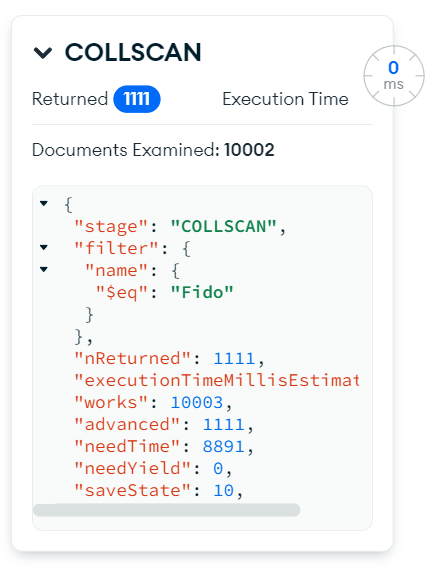 COLLSCAN
0
ms
Returned 1111 Execution Time
Documents Examined: 10002
{
"stage": "COLLSCAN",
"filter": {
"name": {
"$eq": "Fido"
}
},
"nReturned": 1111,
"executionTimeMillisEstimat
"works": 10003,
"advanced": 1111,
"needTime": 8891,
"needYield": 0,
"saveState": 10,